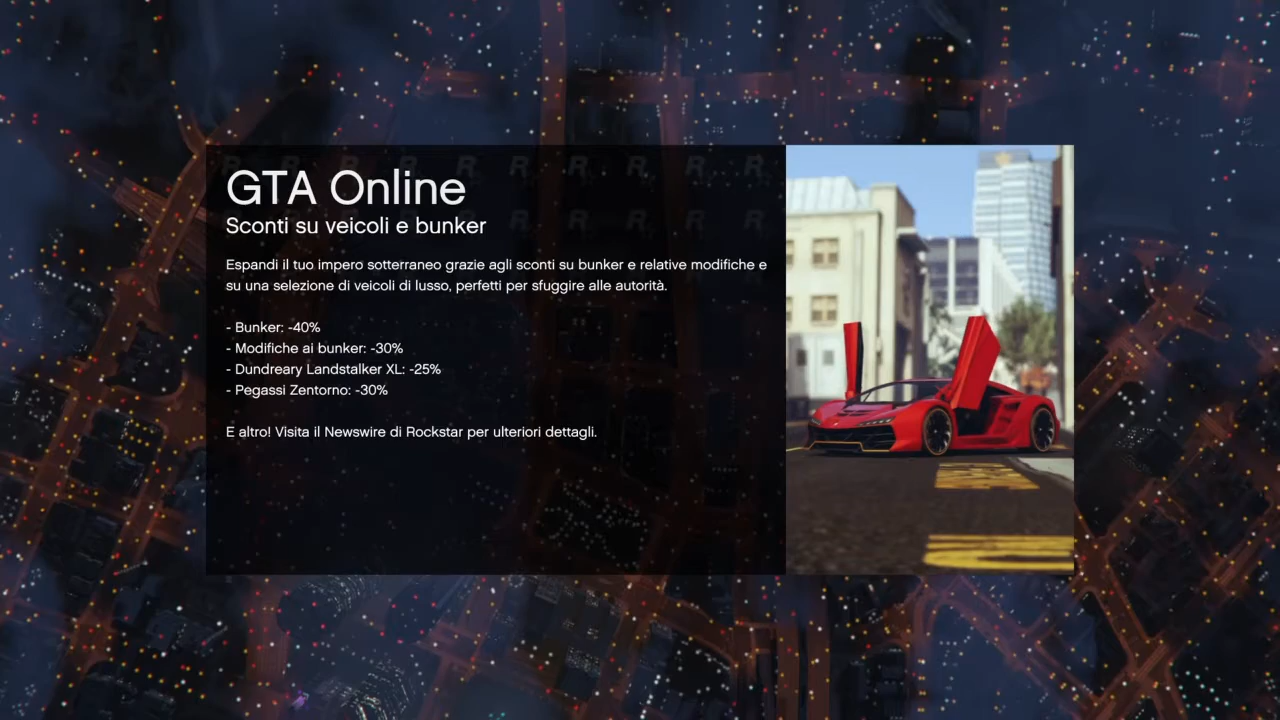 GTA Online
Sconti su veicoli e bunker
Espandi il tuo impero sotterraneo grazie agli sconti su bunker e relative modifiche e
su una selezione di veicoli di lusso, perfetti per sfuggire alle autorità.
- Bunker: -40%
- Modifiche ai bunker: -30%
- Dundreary Landstalker XL: -25%
- Pegassi Zentorno: -30%
E altro! Visita il Newswire di Rockstar per ulteriori dettagli.